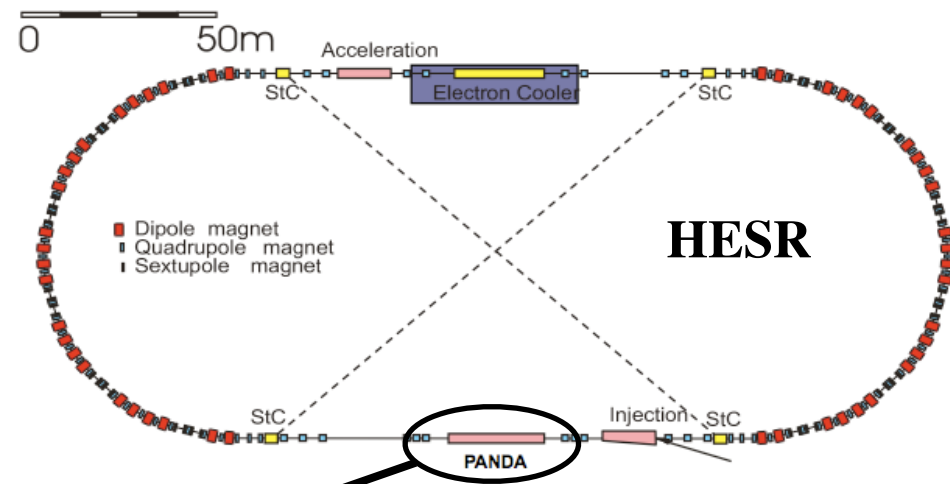 0 50m
Acceleration
StC
Electron Cooler
StC
Dipole magnet
Quadrupole magnet
Sextupole magnet
HESR
StC
Injection
StC
PANDA